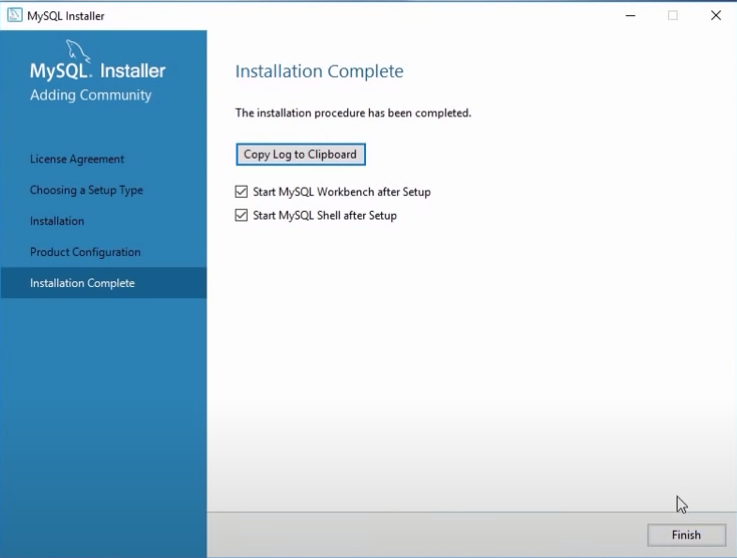 MySQL Installer
MySQL. Installer
Adding Community
License Agreement
Choosing a Setup Type
Installation
Product Configuration
Installation Complete
Installation Complete
The installation procedure has been completed.
Copy Log to Clipboard
Start MySQL Workbench after Setup
Start MySQL Shell after Setup
Finish